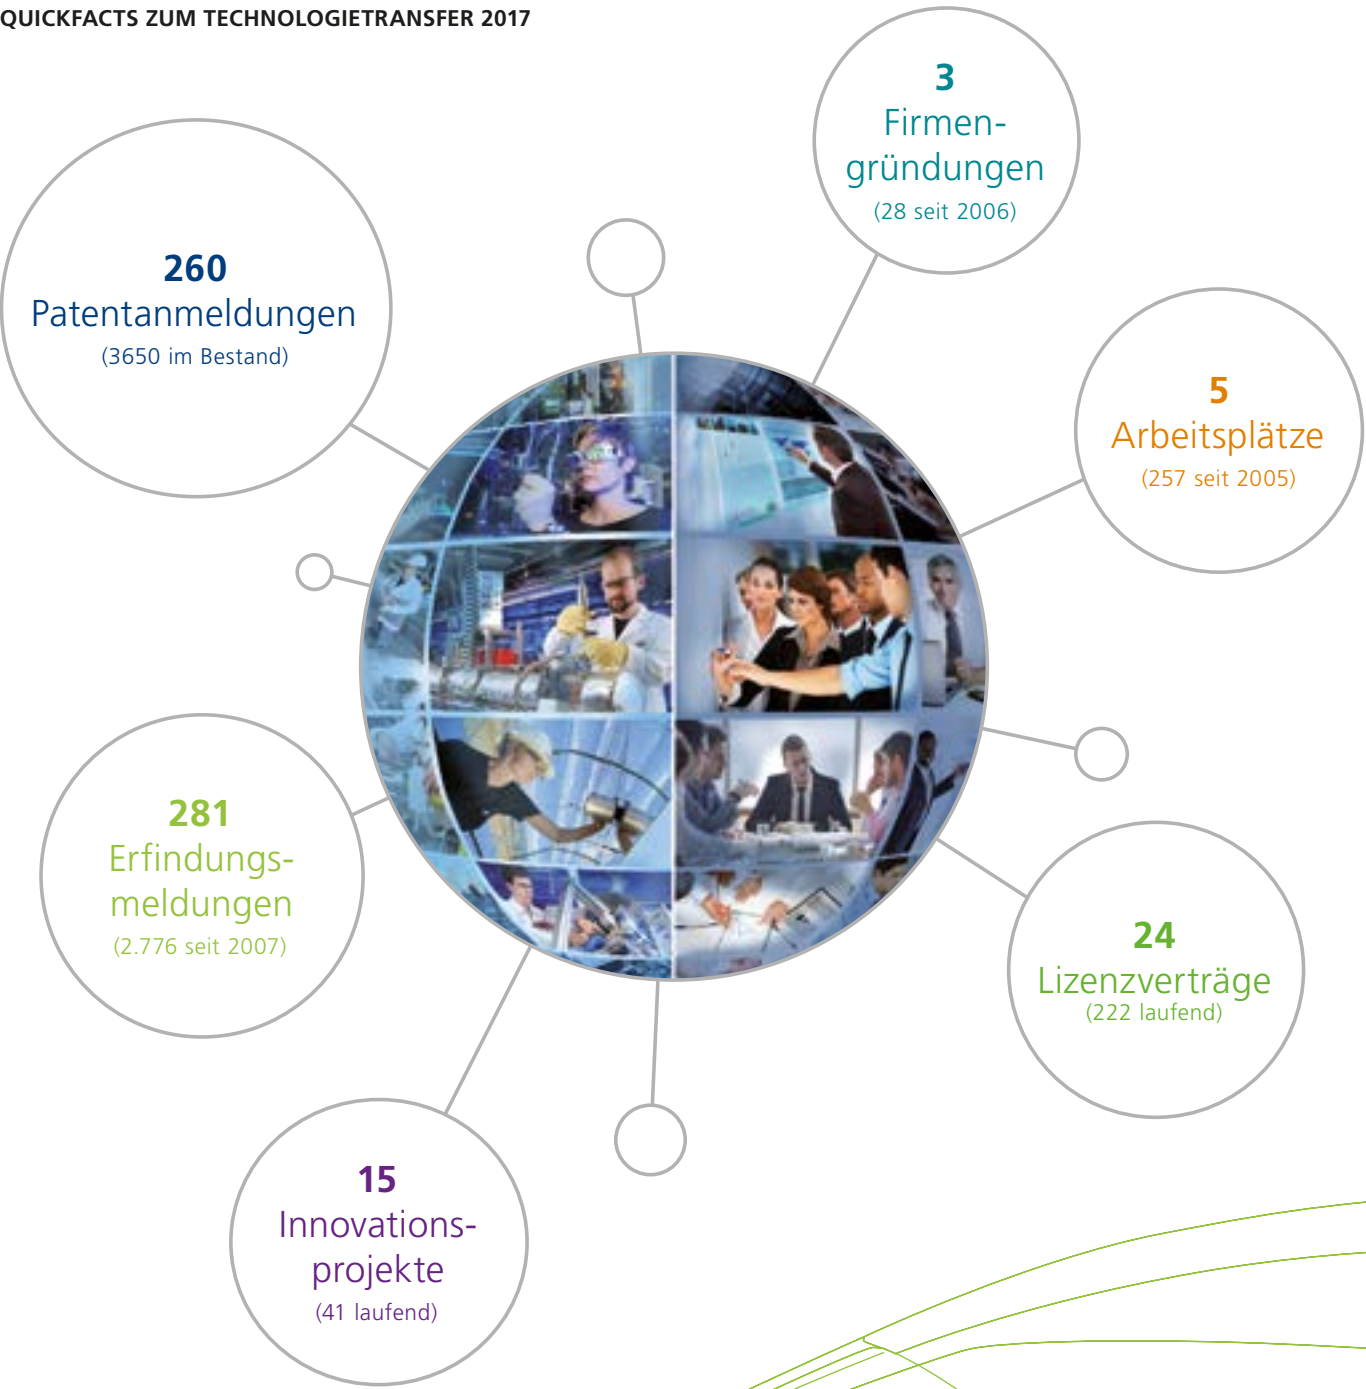 QUICKFACTS ZUM TECHNOLOGIETRANSFER 2017
3
Firmen-
gründungen
(28 seit 2006)
260
Patentanmeldungen
(3650 im Bestand)
5
Arbeitsplätze
(257 seit 2005)
281
Erfindungs-
meldungen
(2.776 seit 2007)
24
Lizenzverträge
(222 laufend)
15
Innovations-
projekte
(41 laufend)